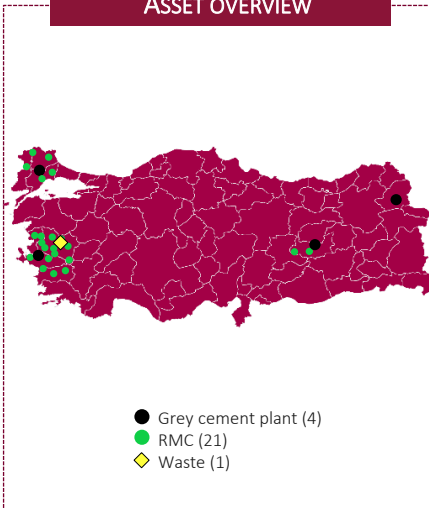 ASSET OVERVIEW
Grey cement plant (4)
RMC (21)
Waste (1)